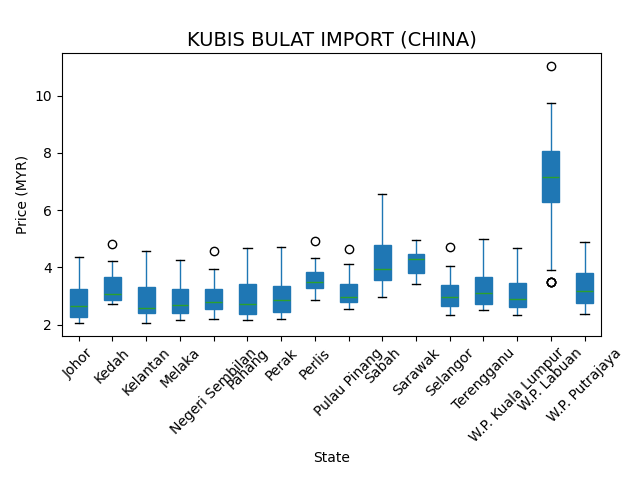 KUBIS BULAT IMPORT (CHINA)
Price (MYR)
10
8
6
4
2
Johor
Kedah
Kelantan
Melaka
Negeri Sembilan
Pahang
Perak
Perlis
Pulau Pinang
Sabah
Sarawak
Selangor
Terengganu
W.P. Kuala Lumpur
W.P. Labuan
W.P. Putrajaya
State